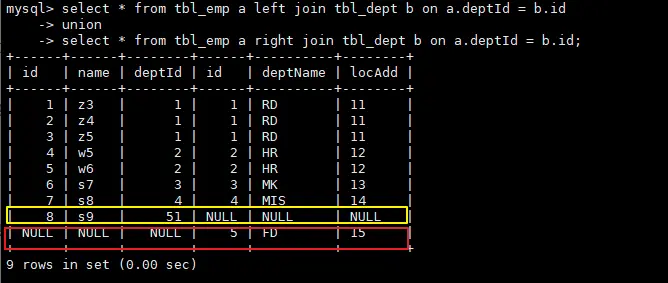 mysql> select * from tbl_emp a left join tbl_dept b on a.deptId = b.id
    -> union
    -> select * from tbl_emp a right join tbl_dept b on a.deptId = b.id;
+------+------+--------+------+----------+--------+
| id   | name | deptId | id   | deptName | locAdd |
+------+------+--------+------+----------+--------+
|    1 | z3   |      1 |    1 | RD       | 11     |
|    2 | z4   |      1 |    1 | RD       | 11     |
|    3 | z5   |      1 |    1 | RD       | 11     |
|    4 | w5   |      2 |    2 | HR       | 12     |
|    5 | w6   |      2 |    2 | HR       | 12     |
|    6 | s7   |      3 |    3 | MK       | 13     |
|    7 | s8   |      4 |    4 | MIS      | 14     |
|    8 | s9   |     51 | NULL | NULL     | NULL   |
| NULL | NULL |   NULL |    5 | FD       | 15     |
+------+------+--------+------+----------+--------+
9 rows in set (0.00 sec)